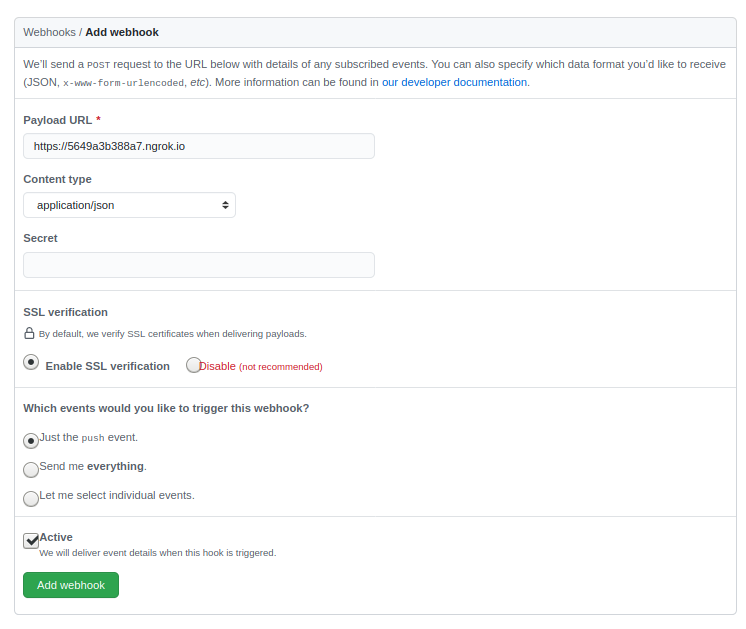 Webhooks / Add webhook
We'll send a POST request to the URL below with details of any subscribed events. You can also specify which data format you'd like to receive
(JSON, x-www-form-urlencoded, etc). More information can be found in our developer documentation.
Payload URL *
https://5649a3b388a7.ngrok.io
Content type
application/json
Secret
SSL verification
By default, we verify SSL certificates when delivering payloads.
Enable SSL verification Disable (not recommended)
Which events would you like to trigger this webhook?
Just the push event.
Send me everything.
Let me select individual events.
Active
We will deliver event details when this hook is triggered.
Add webhook